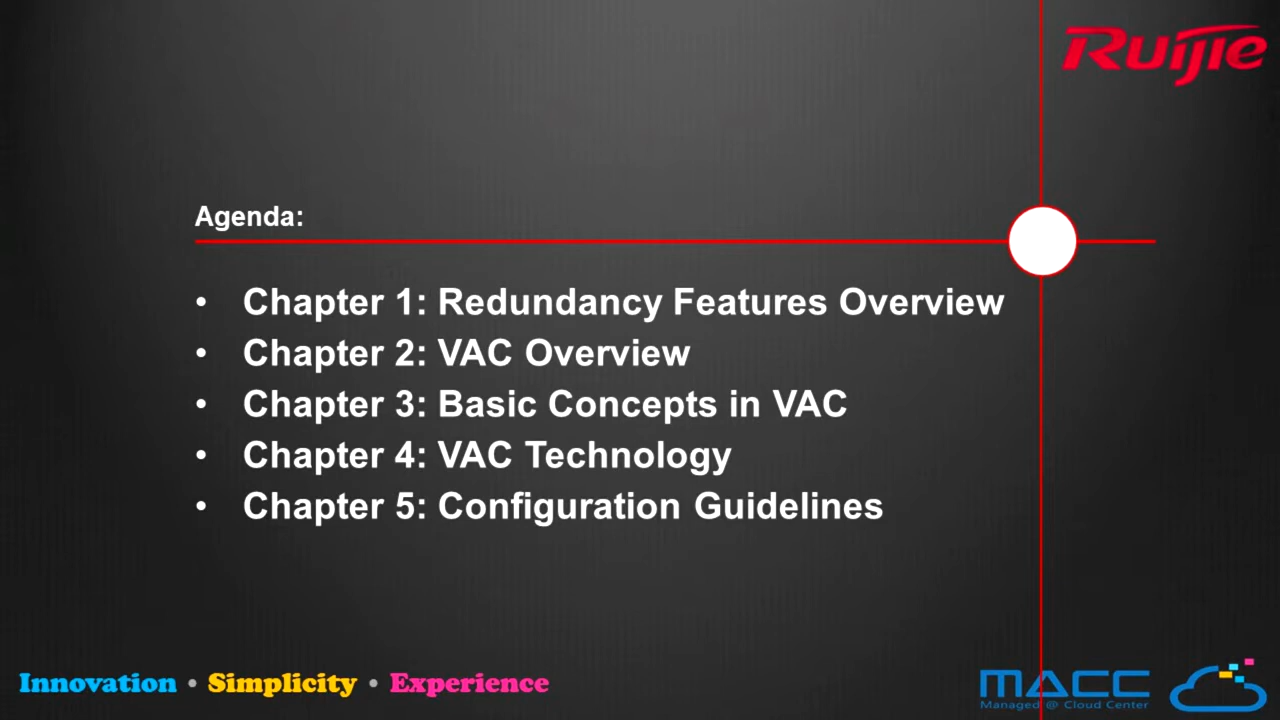 Ruijie
Agenda:
• Chapter 1: Redundancy Features Overview
• Chapter 2: VAC Overview
• Chapter 3: Basic Concepts in VAC
• Chapter 4: VAC Technology
• Chapter 5: Configuration Guidelines
Innovation • Simplicity • Experience
MACC
Managed @ Cloud Center